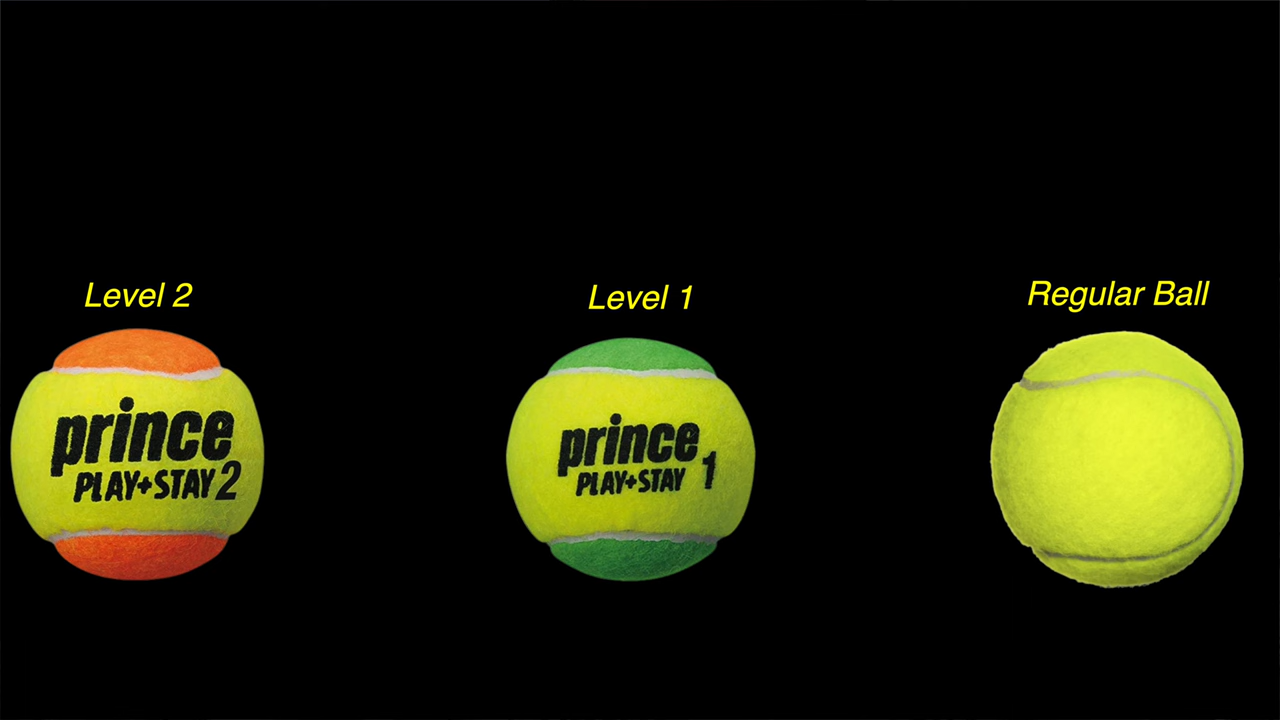 Level 2
Level 1
Regular Ball
prince
PLAY+STAY 2
prince
PLAY+STAY 1